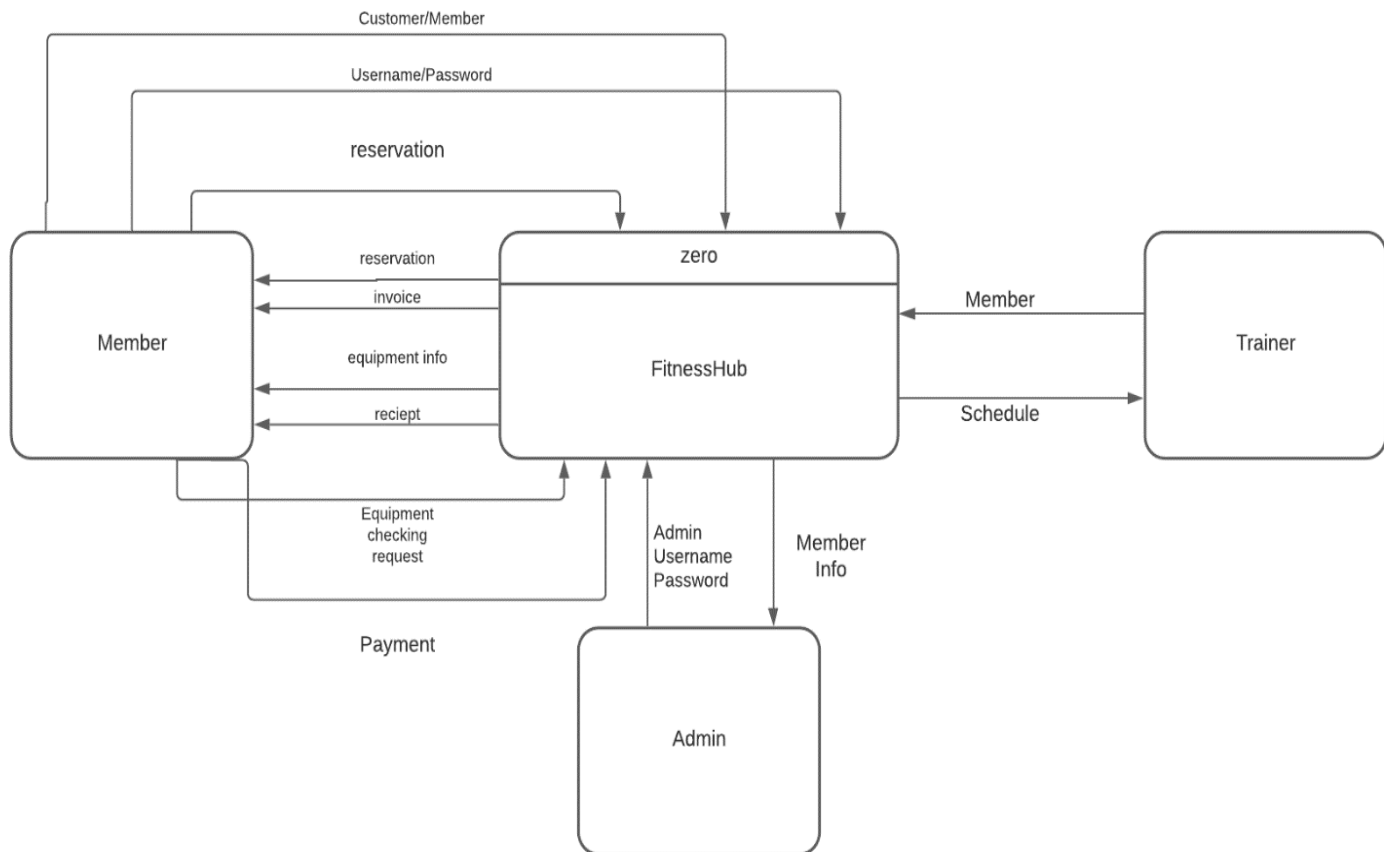 Customer/Member
Username/Password
reservation
zero
reservation
invoice
Member
equipment info
FitnessHub
reciept
Member
Trainer
Schedule
Equipment
checking
request
Admin
Username
Password
Member
Info
Payment
Admin